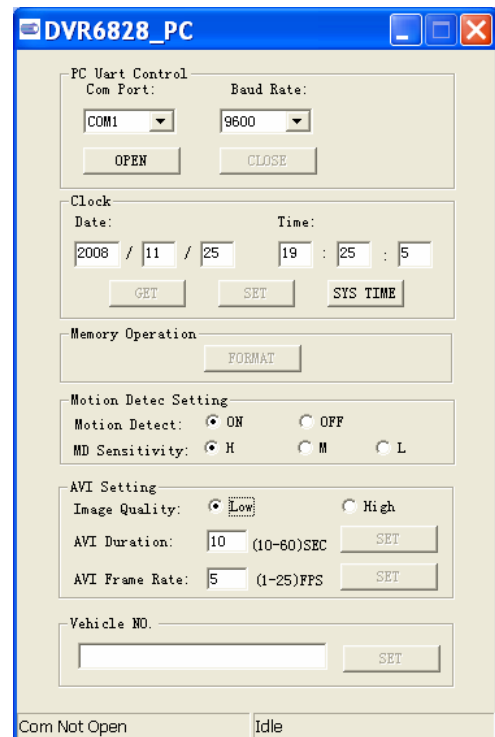 DVR6828_PC
PC Uart Control
Com Port: Baud Rate:
COM1 9600
OPEN CLOSE
Clock
Date: Time:
2008 / 11 / 25 19 : 25 : 5
GET SET SYS TIME
Memory Operation
FORMAT
Motion Detec Setting
Motion Detect: ON OFF
MD Sensitivity: H M L
AVI Setting
Image Quality: Low High
AVI Duration: 10 (10-60)SEC SET
AVI Frame Rate: 5 (1-25)FPS SET
Vehicle NO.
SET
Com Not Open Idle